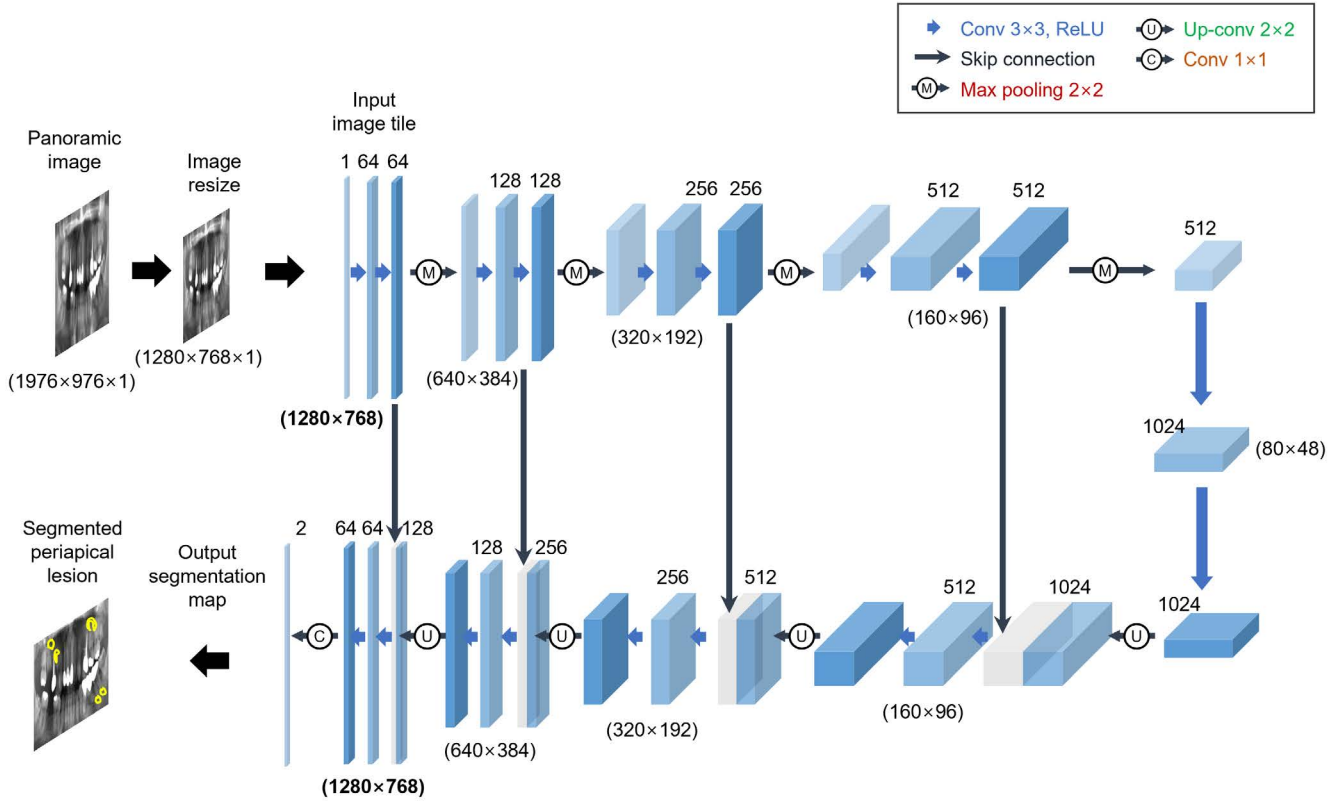 Conv 3×3, ReLU
Skip connection
M Max pooling 2×2
U Up-conv 2×2
C Conv 1×1
Panoramic
image
(1976×976×1)
Image
resize
(1280×768×1)
Input
image tile
1 64 64
(1280×768)
M
128 128
(640×384)
M
256 256
(320×192)
M
512 512
(160×96)
M
512
1024
(80×48)
1024
U
1024
512
(160×96)
U
512
256
(320×192)
U
256
128
(640×384)
U
128
64 64
(1280×768)
C
2
Output
segmentation
map
Segmented
periapical
lesion